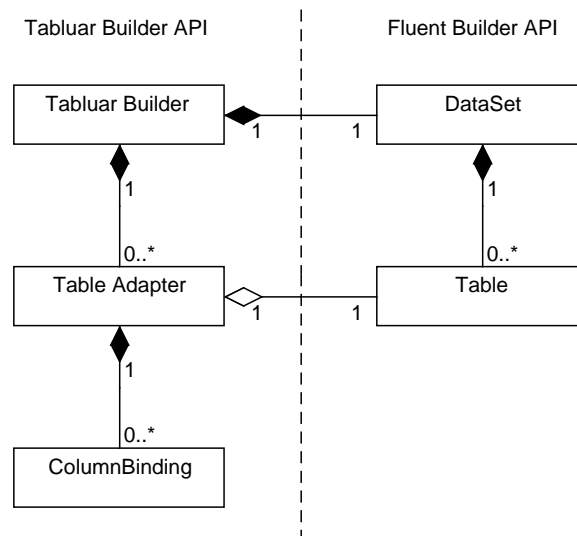 Tabluar Builder API
Fluent Builder API
Tabluar Builder
DataSet
1
1
1
1
0..*
0..*
Table Adapter
Table
1
1
1
0..*
ColumnBinding